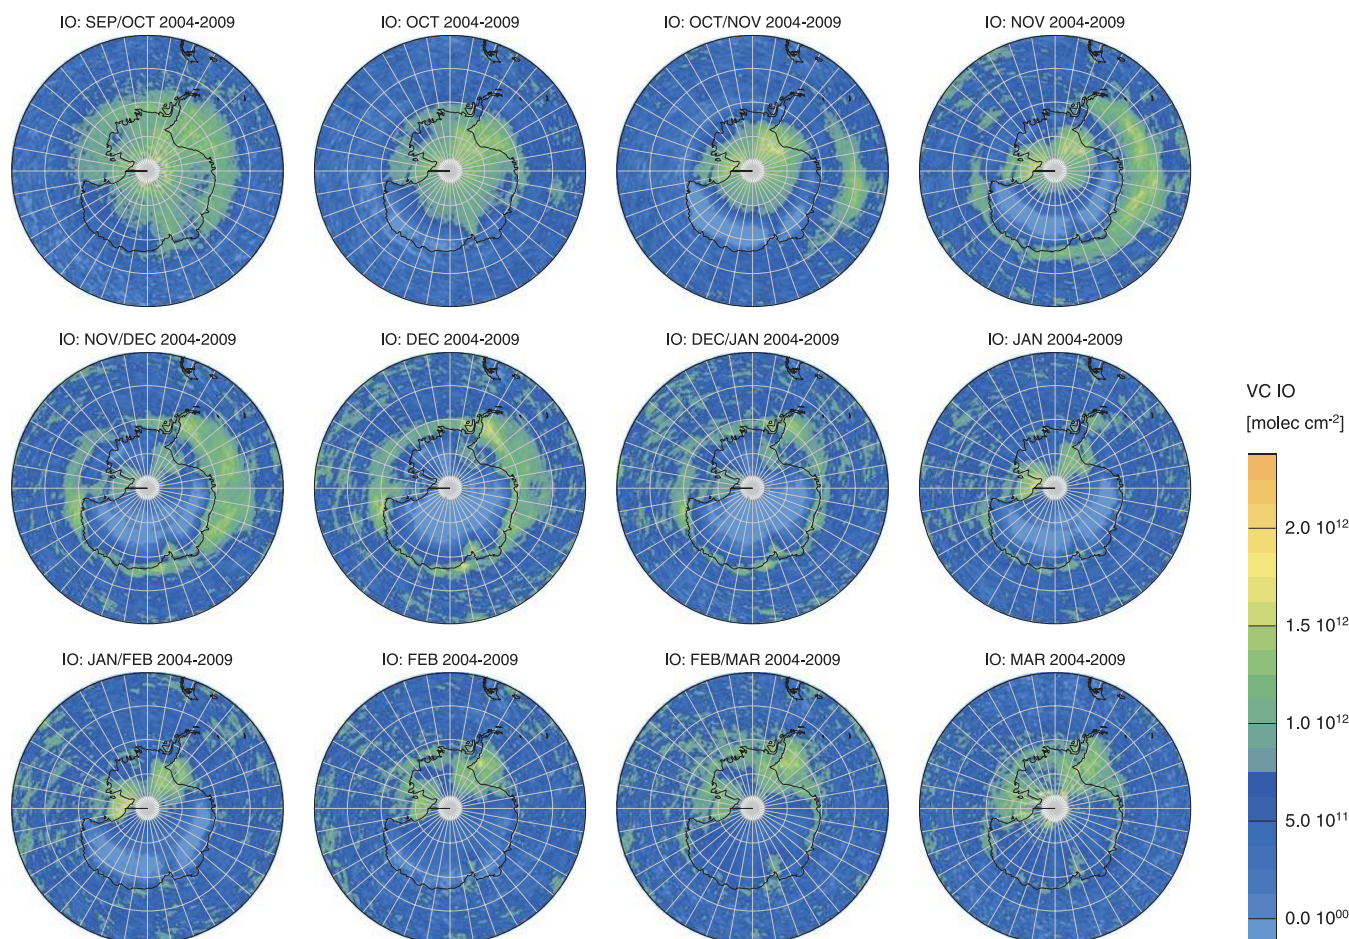 IO: SEP/OCT 2004-2009
IO: OCT 2004-2009
IO: OCT/NOV 2004-2009
IO: NOV 2004-2009
IO: NOV/DEC 2004-2009
IO: DEC 2004-2009
IO: DEC/JAN 2004-2009
IO: JAN 2004-2009
VC IO
[molec cm⁻²]
2.0 10¹²
1.5 10¹²
1.0 10¹²
5.0 10¹¹
0.0 10⁰⁰
IO: JAN/FEB 2004-2009
IO: FEB 2004-2009
IO: FEB/MAR 2004-2009
IO: MAR 2004-2009